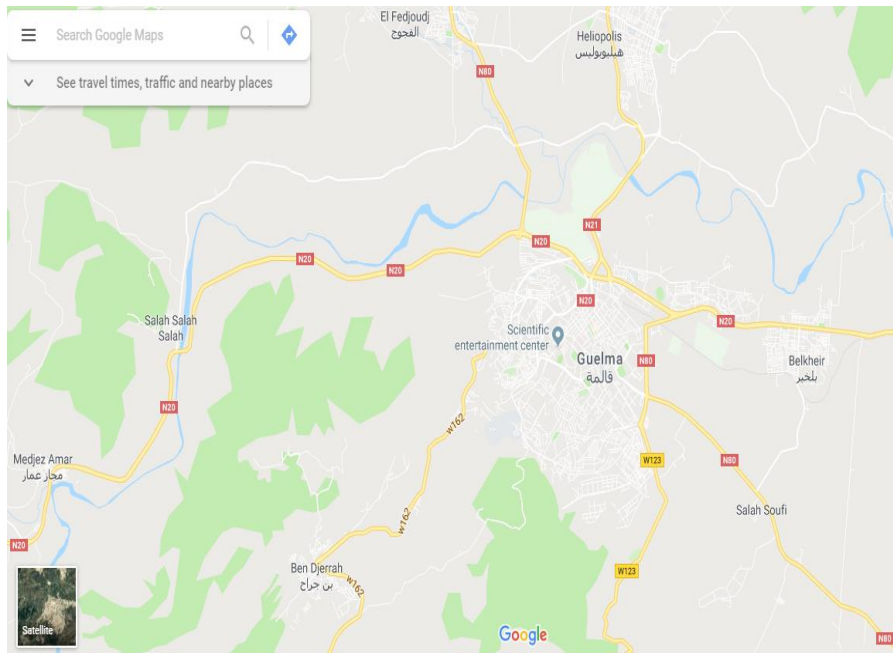 Search Google Maps
See travel times, traffic and nearby places
El Fedjoudj
الفجوج
Heliopolis
هيليوبوليس
N80
N21
N20
N20
N20
N20
Salah Salah
Salah
N20
Scientific
entertainment center
Guelma
قالمة
N80
Belkheir
بلخير
N20
w162
Medjez Amar
مجاز عمار
W123
N80
Salah Soufi
w162
N20
Ben Djerrah
بن جراح
w162
W123
Satellite
Google
N80